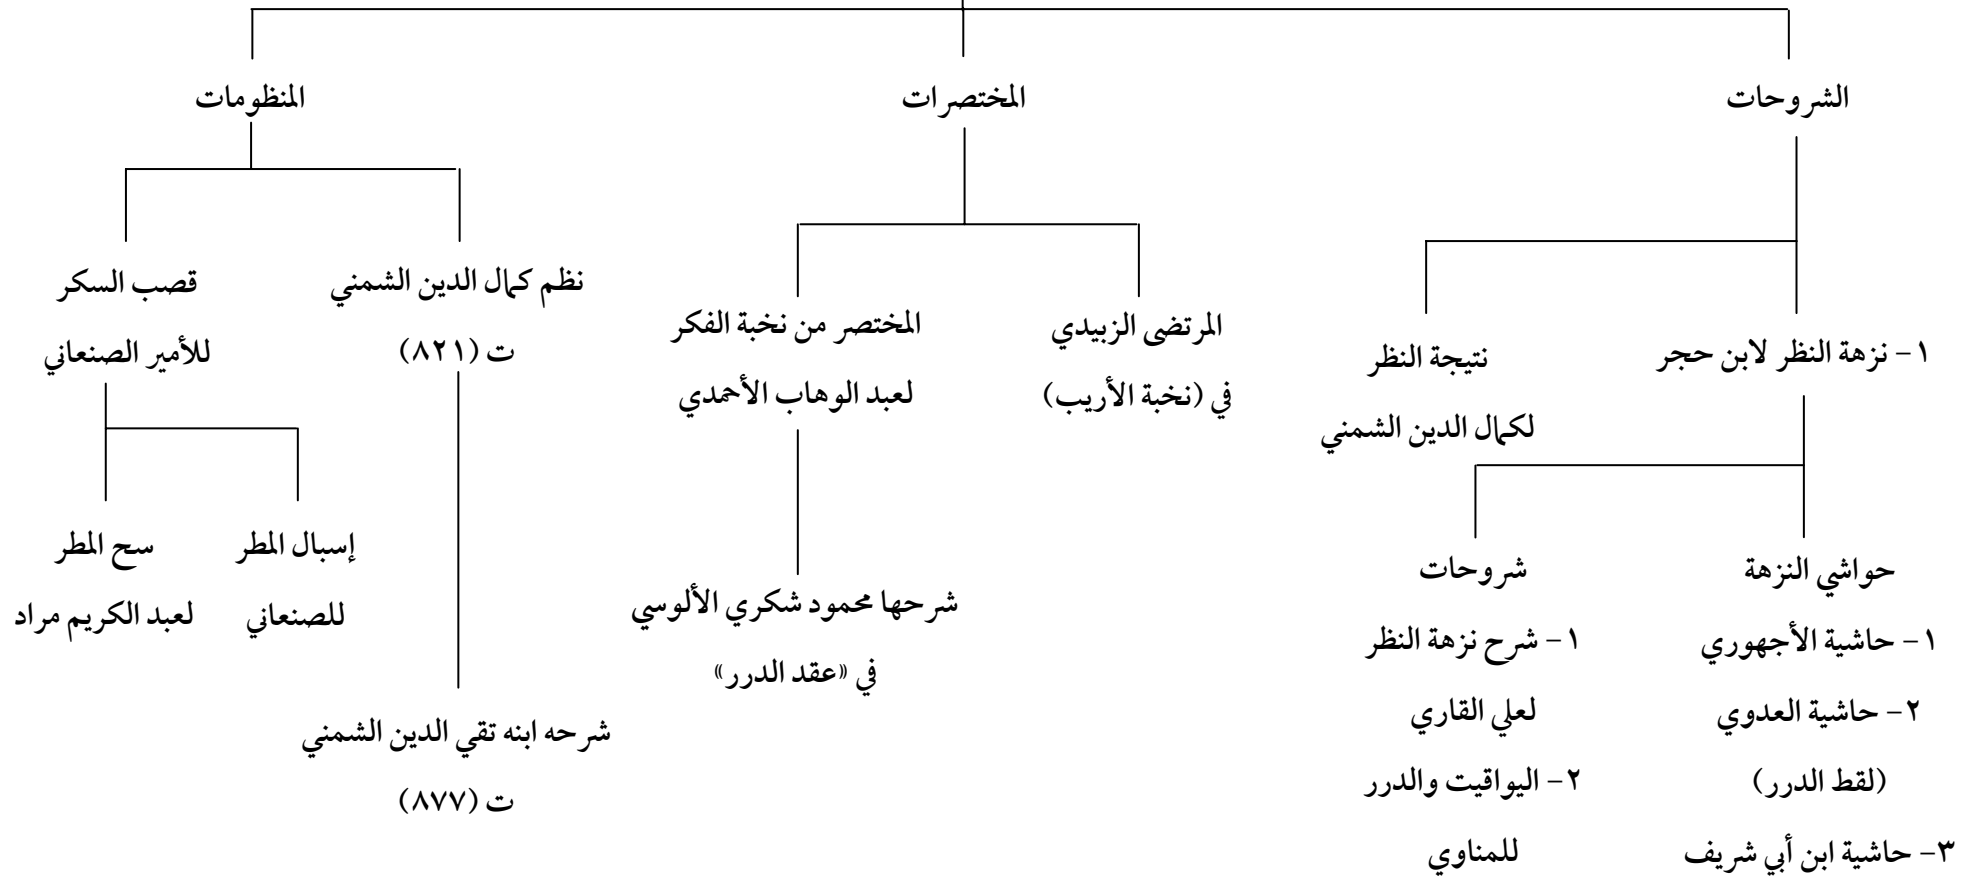 الشروحات
المختصرات
المنظومات
١- نزهة النظر لابن حجر
نتيجة النظر
لكمال الدين الشمني
حواشي النزهة
١- حاشية الأجهوري
٢- حاشية العدوي
(لقط الدرر)
٣- حاشية ابن أبي شريف
شروحات
١- شرح نزهة النظر
لعلي القاري
٢- اليواقيت والدرر
للمناوي
المرتضى الزبيدي
في (نخبة الأريب)
المختصر من نخبة الفكر
لعبد الوهاب الأحمدي
شرحها محمود شكري الألوسي
في «عقد الدرر»
نظم كمال الدين الشمني
ت (٨٢١)
شرحه ابنه تقي الدين الشمني
ت (٨٧٧)
قصب السكر
للأمير الصنعاني
إسبال المطر
للصنعاني
سح المطر
لعبد الكريم مراد